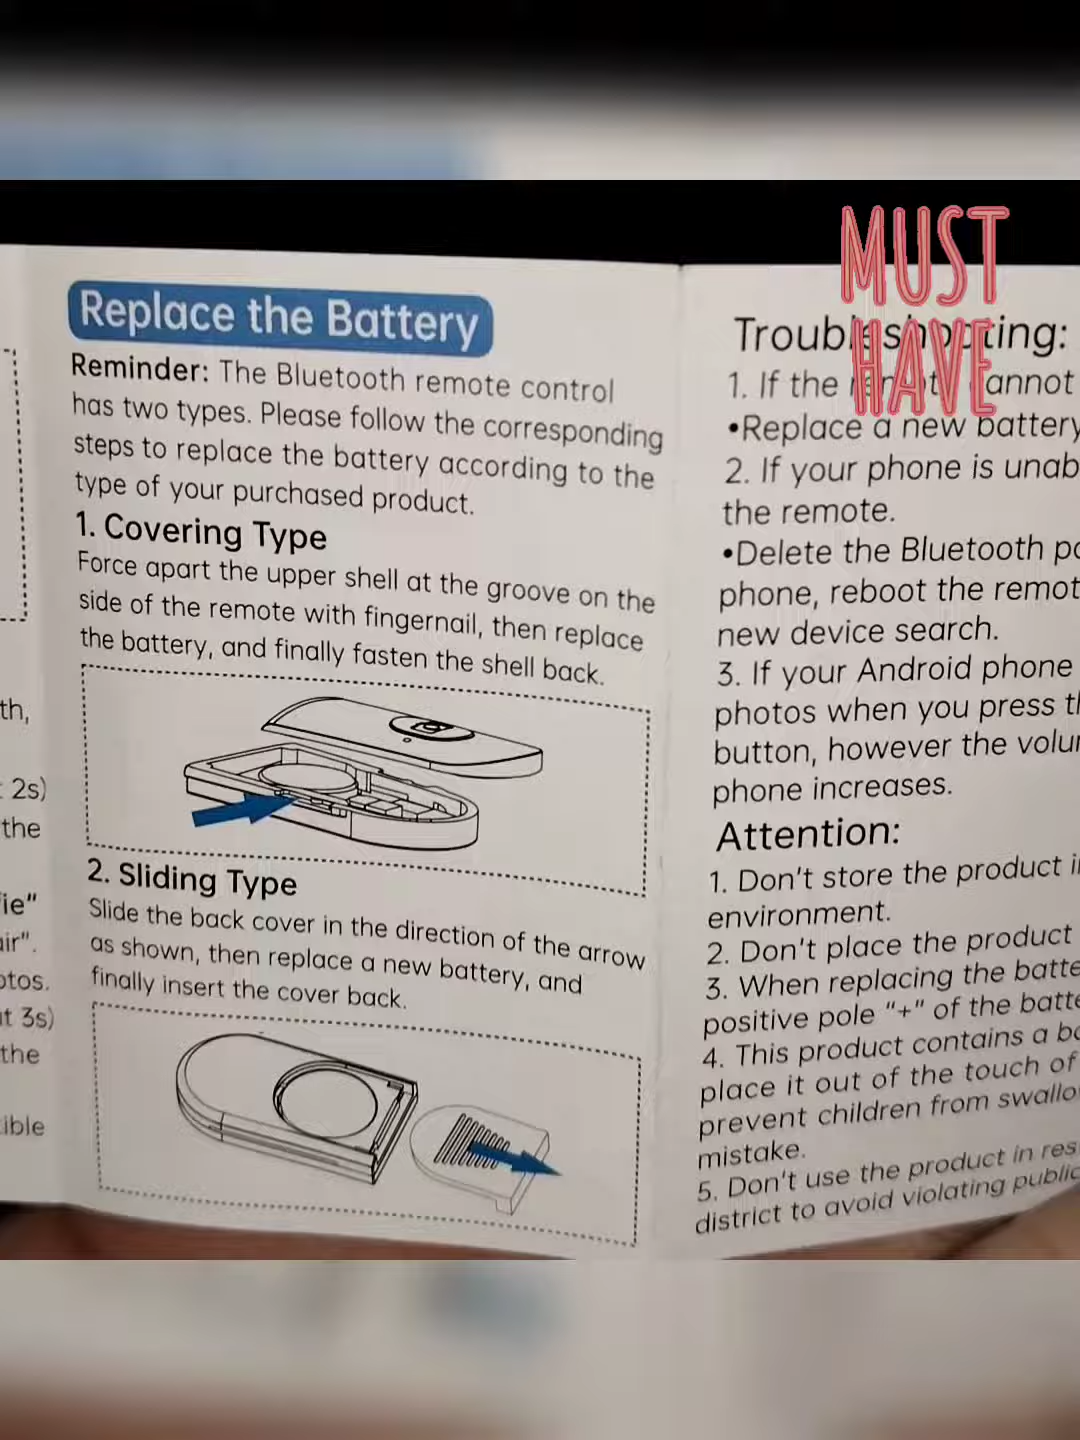 MUST
HAVE
th,
2s)
the
ie"
air".
otos.
at 3s)
the
ible
Replace the Battery
Reminder: The Bluetooth remote control
has two types. Please follow the corresponding
steps to replace the battery according to the
type of your purchased product.
1. Covering Type
Force apart the upper shell at the groove on the
side of the remote with fingernail, then replace
the battery, and finally fasten the shell back.
2. Sliding Type
Slide the back cover in the direction of the arrow
as shown, then replace a new battery, and
finally insert the cover back.
Troubleshooting:
1. If the remote cannot
•Replace a new battery
2. If your phone is unab
the remote.
•Delete the Bluetooth pa
phone, reboot the remot
new device search.
3. If your Android phone
photos when you press th
button, however the volu
phone increases.
Attention:
1. Don't store the product i
environment.
2. Don't place the product
3. When replacing the batte
positive pole "+" of the batte
4. This product contains a
place it out of the touch of
prevent children from swallo
mistake.
5. Don't use the product in res
district to avoid violating public